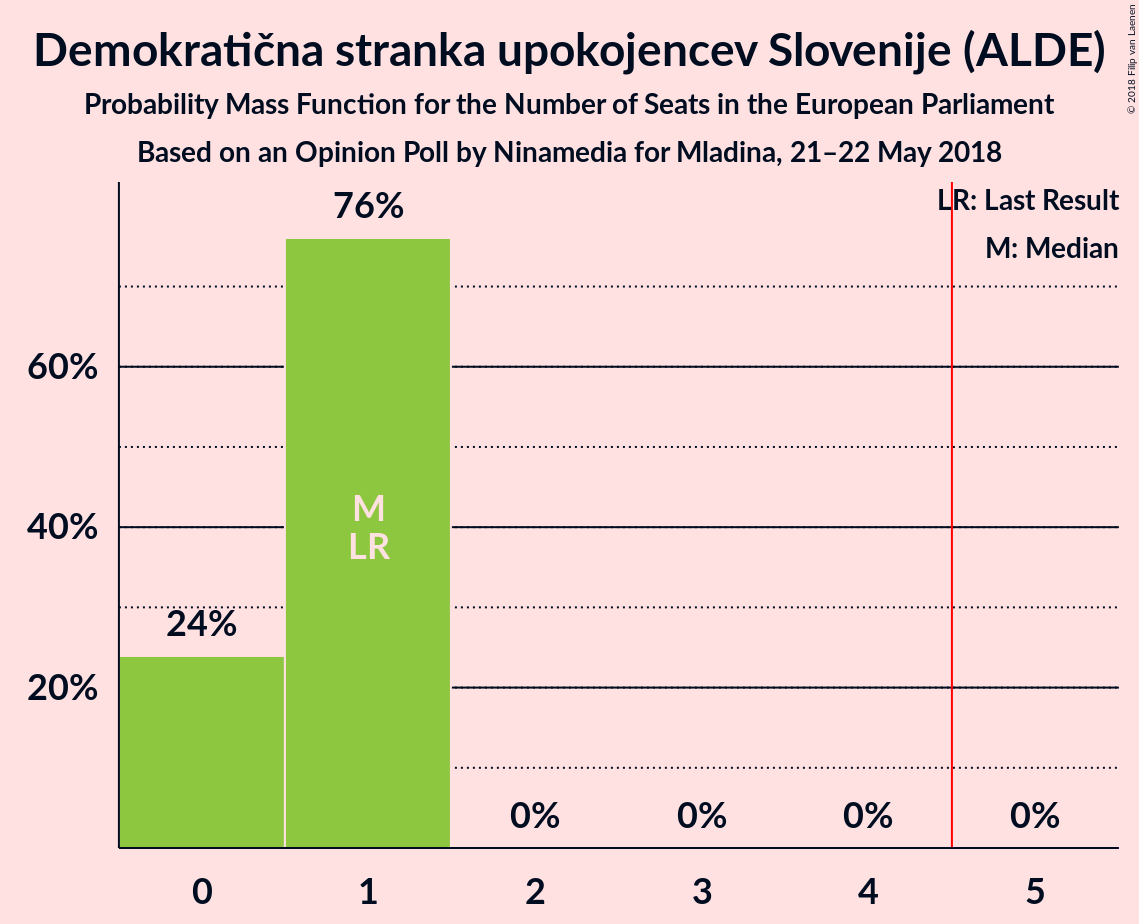 Demokratična stranka upokojencev Slovenije (ALDE)
Probability Mass Function for the Number of Seats in the European Parliament
Based on an Opinion Poll by Ninamedia for Mladina, 21–22 May 2018
© 2018 Filip van Laenen
LR: Last Result
M: Median
76%
60%
M
40%
LR
24%
20%
0% 0% 0% 0%
0 1 2 3 4 5